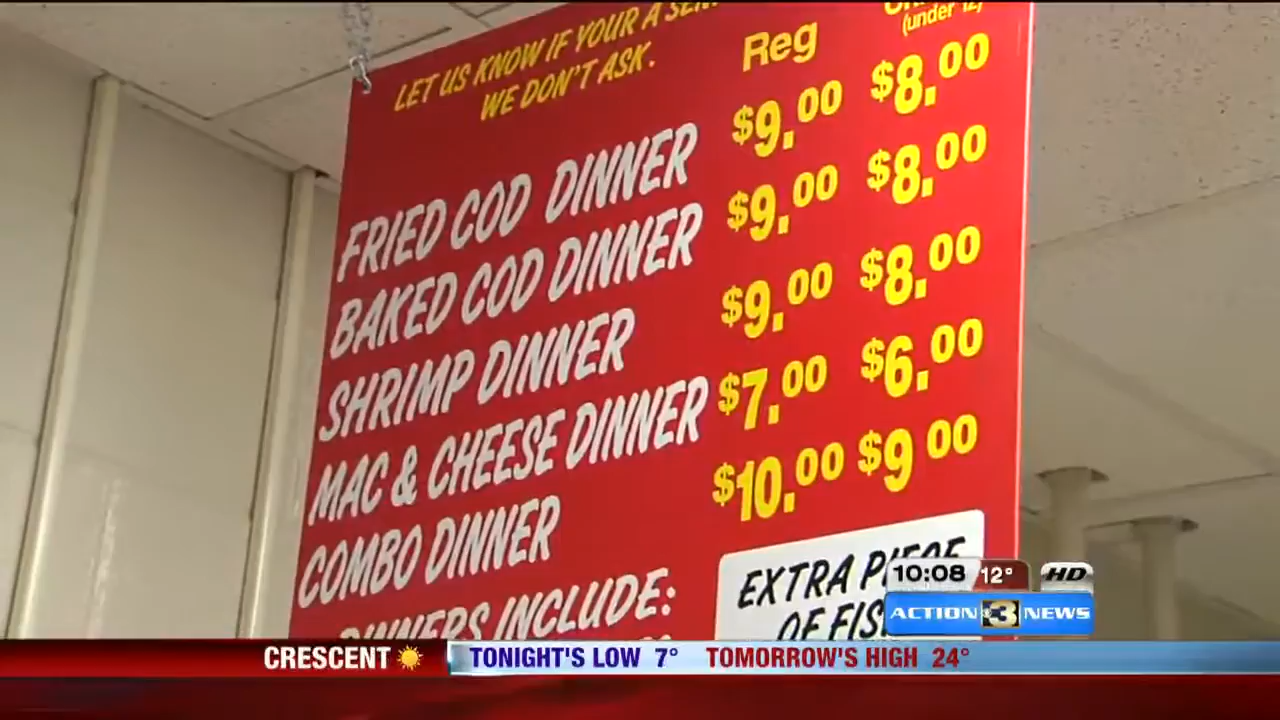 LET US KNOW IF YOUR A
WE DON'T ASK.
Reg
(under 12)
FRIED COD DINNER $9.00 $8.00
BAKED COD DINNER $9.00 $8.00
SHRIMP DINNER $9.00 $8.00
MAC & CHEESE DINNER $7.00 $6.00
COMBO DINNER $10.00 $9 00
DINNERS INCLUDE:
EXTRA PIECE
OF
10:08 12° HD
ACTION 3 NEWS
CRESCENT TONIGHT'S LOW 7° TOMORROW'S HIGH 24°